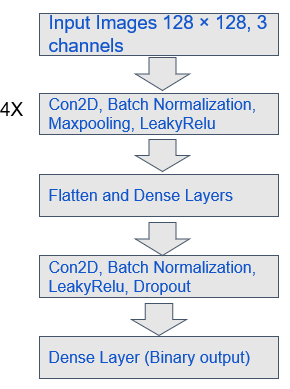 Input Images 128 × 128, 3
channels
4X
Con2D, Batch Normalization,
Maxpooling, LeakyRelu
Flatten and Dense Layers
Con2D, Batch Normalization,
LeakyRelu, Dropout
Dense Layer (Binary output)